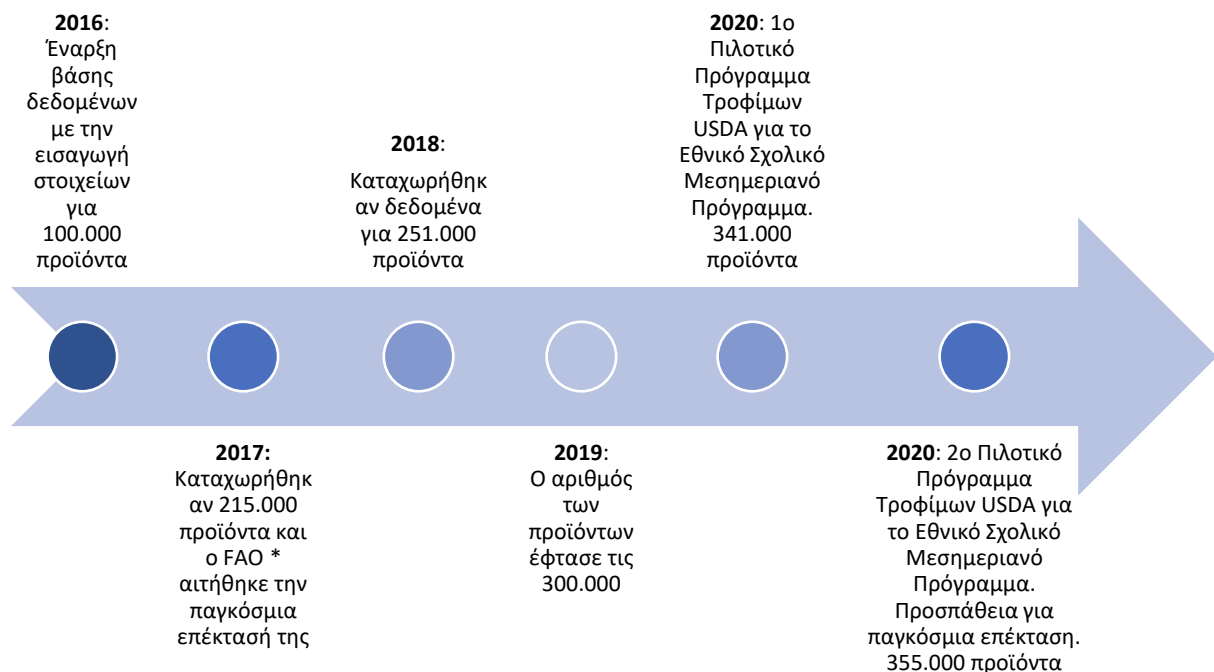 2016:
Έναρξη
βάσης
δεδομένων
με την
εισαγωγή
στοιχείων
για
100.000
προϊόντα
2017:
Καταχωρήθηκ
αν 215.000
προϊόντα και
ο FAO *
αιτήθηκε την
παγκόσμια
επέκτασή της
2018:
Καταχωρήθηκ
αν δεδομένα
για 251.000
προϊόντα
2019:
Ο αριθμός
των
προϊόντων
έφτασε τις
300.000
2020: 1ο
Πιλοτικό
Πρόγραμμα
Τροφίμων
USDA για το
Εθνικό Σχολικό
Μεσημεριανό
Πρόγραμμα.
341.000
προϊόντα
2020: 2ο Πιλοτικό
Πρόγραμμα
Τροφίμων USDA για
το Εθνικό Σχολικό
Μεσημεριανό
Πρόγραμμα.
Προσπάθεια για
παγκόσμια επέκταση.
355.000 προϊόντα